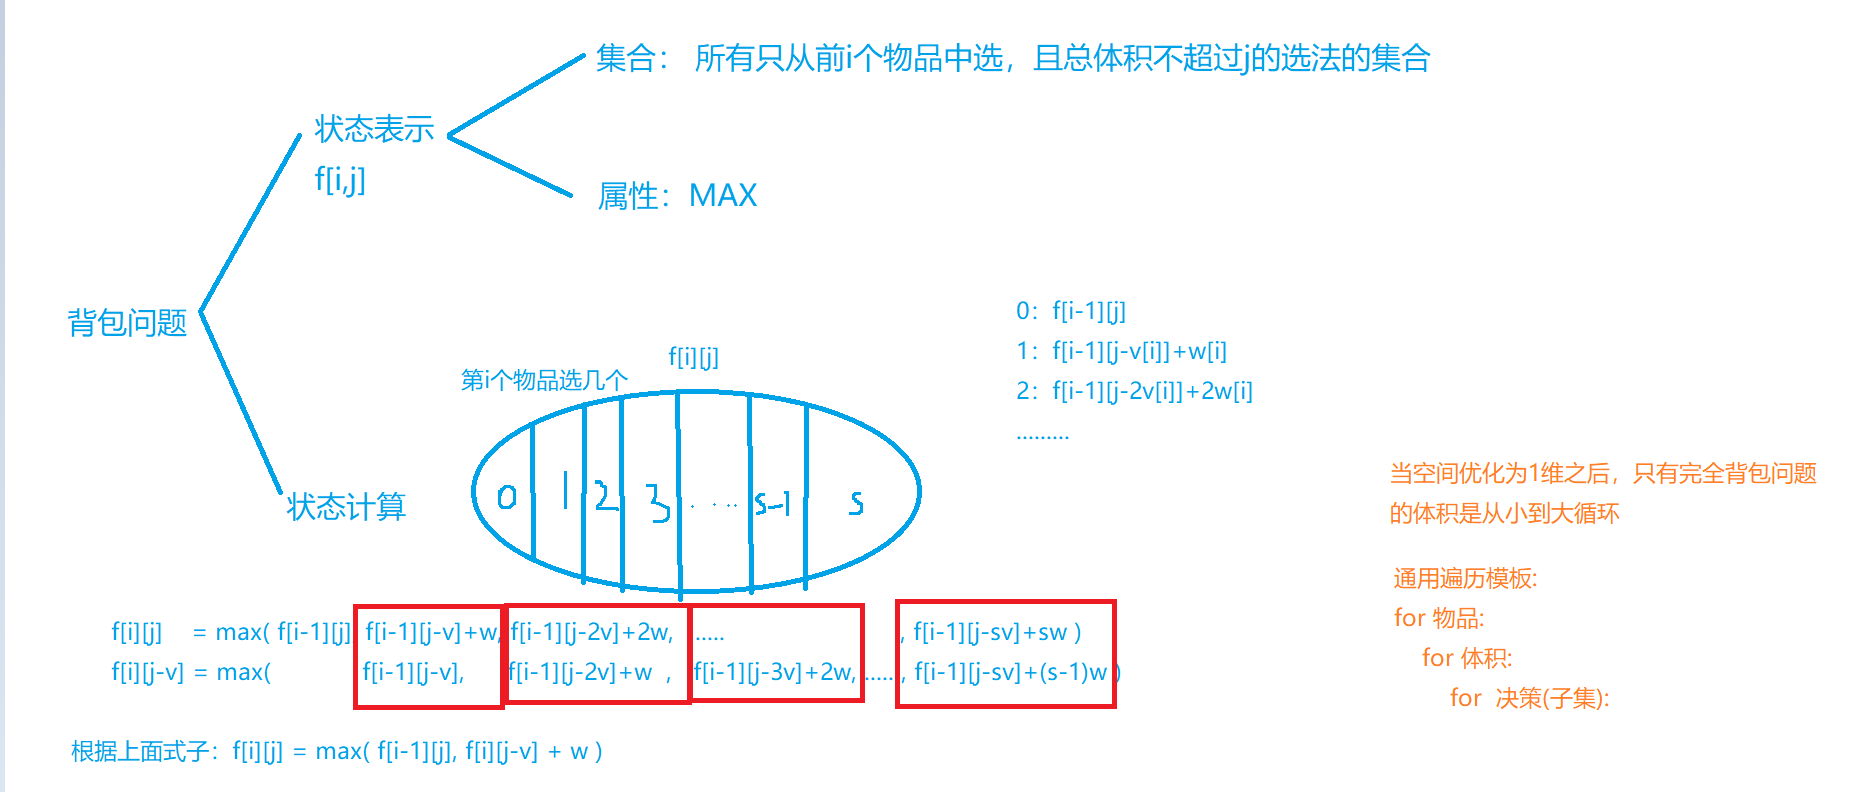 集合： 所有只从前i个物品中选，且总体积不超过j的选法的集合
状态表示
f[i,j]
属性：MAX
背包问题
0：f[i-1][j]
1：f[i-1][j-v[i]]+w[i]
2：f[i-1][j-2v[i]]+2w[i]
.........
f[i][j]
第i个物品选几个
0 1 2 3 ..... s-1 s
状态计算
当空间优化为1维之后，只有完全背包问题
的体积是从小到大循环
通用遍历模板:
for 物品:
for 体积:
for 决策(子集):
f[i][j] = max( f[i-1][j], f[i-1][j-v]+w, f[i-1][j-2v]+2w, ..... , f[i-1][j-sv]+sw )
f[i][j-v] = max( f[i-1][j-v], f[i-1][j-2v]+w , f[i-1][j-3v]+2w, ....., f[i-1][j-sv]+(s-1)w )
根据上面式子：f[i][j] = max( f[i-1][j], f[i][j-v] + w )